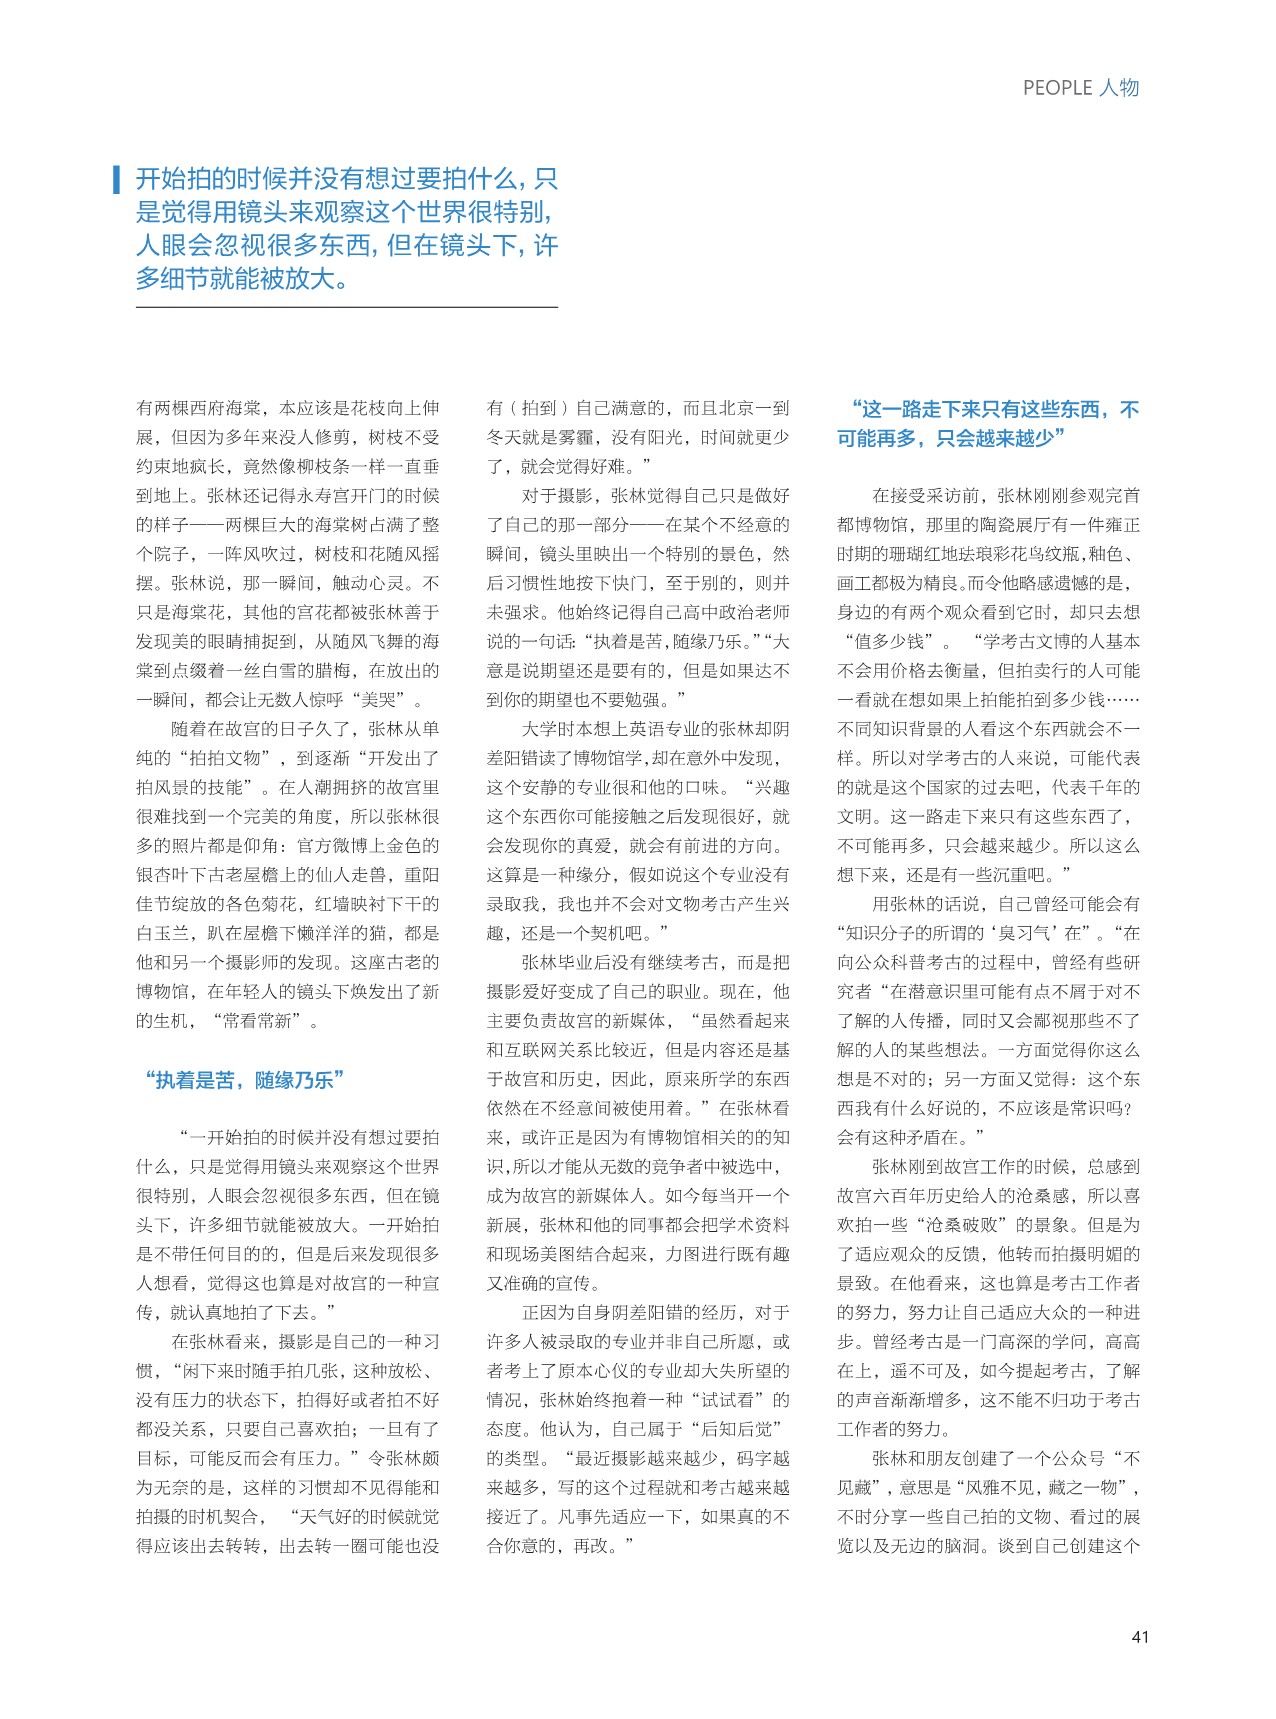 PEOPLE 人物
开始拍的时候并没有想过要拍什么，只
是觉得用镜头来观察这个世界很特别，
人眼会忽视很多东西，但在镜头下，许
多细节就能被放大。
有两棵西府海棠，本应该是花枝向上伸
展，但因为多年来没人修剪，树枝不受
约束地疯长，竟然像柳枝条一样一直垂
到地上。张林还记得永寿宫开门的时候
的样子——两棵巨大的海棠树占满了整
个院子，一阵风吹过，树枝和花随风摇
摆。张林说，那一瞬间，触动心灵。不
只是海棠花，其他的宫花都被张林善于
发现美的眼睛捕捉到，从随风飞舞的海
棠到点缀着一丝白雪的腊梅，在放出的
一瞬间，都会让无数人惊呼“美哭”。
随着在故宫的日子久了，张林从单
纯的“拍拍文物”，到逐渐“开发出了
拍风景的技能”。在人潮拥挤的故宫里
很难找到一个完美的角度，所以张林很
多的照片都是仰角：官方微博上金色的
银杏叶下古老屋檐上的仙人走兽，重阳
佳节绽放的各色菊花，红墙映衬下干的
白玉兰，趴在屋檐下懒洋洋的猫，都是
他和另一个摄影师的发现。这座古老的
博物馆，在年轻人的镜头下焕发出了新
的生机，“常看常新”。
“执着是苦，随缘乃乐”
“一开始拍的时候并没有想过要拍
什么，只是觉得用镜头来观察这个世界
很特别，人眼会忽视很多东西，但在镜
头下，许多细节就能被放大。一开始拍
是不带任何目的的，但是后来发现很多
人想看，觉得这也算是对故宫的一种宣
传，就认真地拍了下去。”
在张林看来，摄影是自己的一种习
惯，“闲下来时随手拍几张，这种放松、
没有压力的状态下，拍得好或者拍不好
都没关系，只要自己喜欢拍；一旦有了
目标，可能反而会有压力。”令张林颇
为无奈的是，这样的习惯却不见得能和
拍摄的时机契合，“天气好的时候就觉
得应该出去转转，出去转一圈可能也没
有（拍到）自己满意的，而且北京一到
冬天就是雾霾，没有阳光，时间就更少
了，就会觉得好难。”
对于摄影，张林觉得自己只是做好
了自己的那一部分——在某个不经意的
瞬间，镜头里映出一个特别的景色，然
后习惯性地按下快门，至于别的，则并
未强求。他始终记得自己高中政治老师
说的一句话：“执着是苦，随缘乃乐。”“大
意是说期望还是要有的，但是如果达不
到你的期望也不要勉强。”
大学时本想上英语专业的张林却阴
差阳错读了博物馆学，却在意外中发现，
这个安静的专业很和他的口味。“兴趣
这个东西你可能接触之后发现很好，就
会发现你的真爱，就会有前进的方向。
这算是一种缘分，假如说这个专业没有
录取我，我也并不会对文物考古产生兴
趣，还是一个契机吧。”
张林毕业后没有继续考古，而是把
摄影爱好变成了自己的职业。现在，他
主要负责故宫的新媒体，“虽然看起来
和互联网关系比较近，但是内容还是基
于故宫和历史，因此，原来所学的东西
依然在不经意间被使用着。”在张林看
来，或许正是因为有博物馆相关的的知
识，所以才能从无数的竞争者中被选中，
成为故宫的新媒体人。如今每当开一个
新展，张林和他的同事都会把学术资料
和现场美图结合起来，力图进行既有趣
又准确的宣传。
正因为自身阴差阳错的经历，对于
许多人被录取的专业并非自己所愿，或
者考上了原本心仪的专业却大失所望的
情况，张林始终抱着一种“试试看”的
态度。他认为，自己属于“后知后觉”
的类型。“最近摄影越来越少，码字越
来越多，写的这个过程就和考古越来越
接近了。凡事先适应一下，如果真的不
合你意的，再改。”
“这一路走下来只有这些东西，不
可能再多，只会越来越少”
在接受采访前，张林刚刚参观完首
都博物馆，那里的陶瓷展厅有一件雍正
时期的珊瑚红地珐琅彩花鸟纹瓶，釉色、
画工都极为精良。而令他略感遗憾的是，
身边的有两个观众看到它时，却只去想
“值多少钱”。“学考古文博的人基本
不会用价格去衡量，但拍卖行的人可能
一看就在想如果上拍能拍到多少钱……
不同知识背景的人看这个东西就会不一
样。所以对学考古的人来说，可能代表
的就是这个国家的过去吧，代表千年的
文明。这一路走下来只有这些东西了，
不可能再多，只会越来越少。所以这么
想下来，还是有一些沉重吧。”
用张林的话说，自己曾经可能会有
“知识分子的所谓的‘臭习气’在”。“在
向公众科普考古的过程中，曾经有些研
究者“在潜意识里可能有点不屑于对不
了解的人传播，同时又会鄙视那些不了
解的人的某些想法。一方面觉得你这么
想是不对的；另一方面又觉得：这个东
西我有什么好说的，不应该是常识吗？
会有这种矛盾在。”
张林刚到故宫工作的时候，总感到
故宫六百年历史给人的沧桑感，所以喜
欢拍一些“沧桑破败”的景象。但是为
了适应观众的反馈，他转而拍摄明媚的
景致。在他看来，这也算是考古工作者
的努力，努力让自己适应大众的一种进
步。曾经考古是一门高深的学问，高高
在上，遥不可及，如今提起考古，了解
的声音渐渐增多，这不能不归功于考古
工作者的努力。
张林和朋友创建了一个公众号“不
见藏”，意思是“风雅不见，藏之一物”，
不时分享一些自己拍的文物、看过的展
览以及无边的脑洞。谈到自己创建这个
41